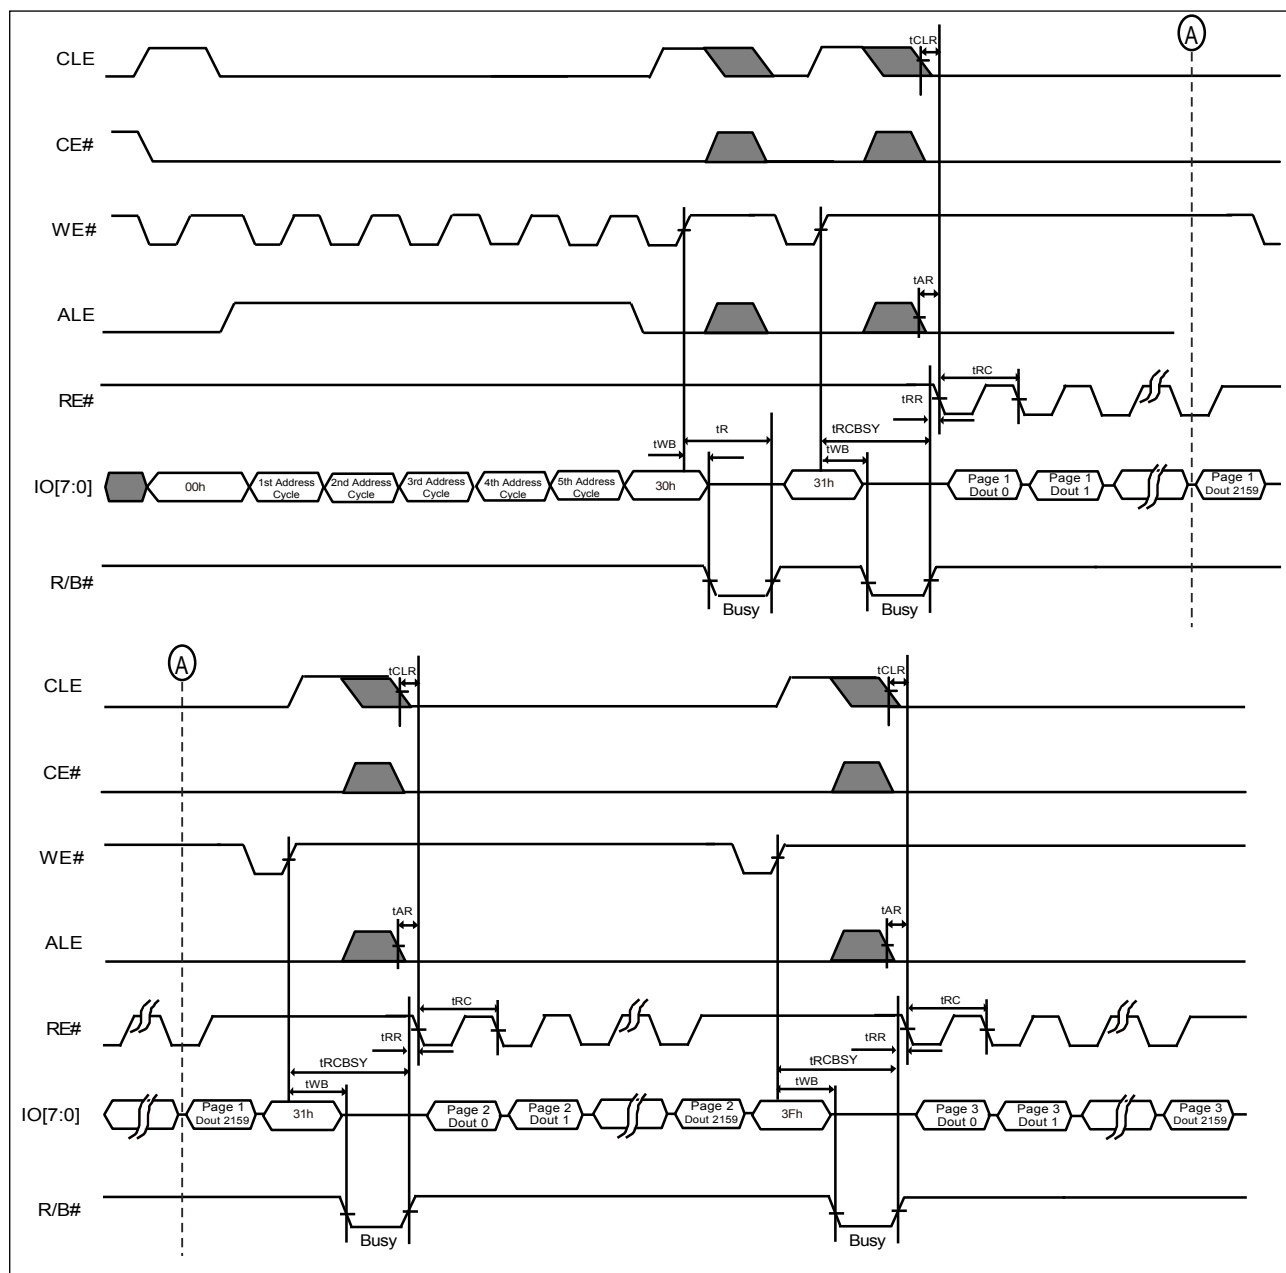 tCLR
A
CLE
CE#
WE#
tAR
ALE
tRC
RE#
tRR
tR
tRCBSY
tWB
tWB
IO[7:0]
00h
1st Address
Cycle
2nd Address
Cycle
3rd Address
Cycle
4th Address
Cycle
5th Address
Cycle
30h
31h
Page 1
Dout 0
Page 1
Dout 1
Page 1
Dout 2159
R/B#
Busy
Busy
A
tCLR
tCLR
CLE
CE#
WE#
tAR
tAR
ALE
tRC
tRC
RE#
tRR
tRR
tRCBSY
tRCBSY
tWB
tWB
IO[7:0]
Page 1
Dout 2159
31h
Page 2
Dout 0
Page 2
Dout 1
Page 2
Dout 2159
3Fh
Page 3
Dout 0
Page 3
Dout 1
Page 3
Dout 2159
R/B#
Busy
Busy